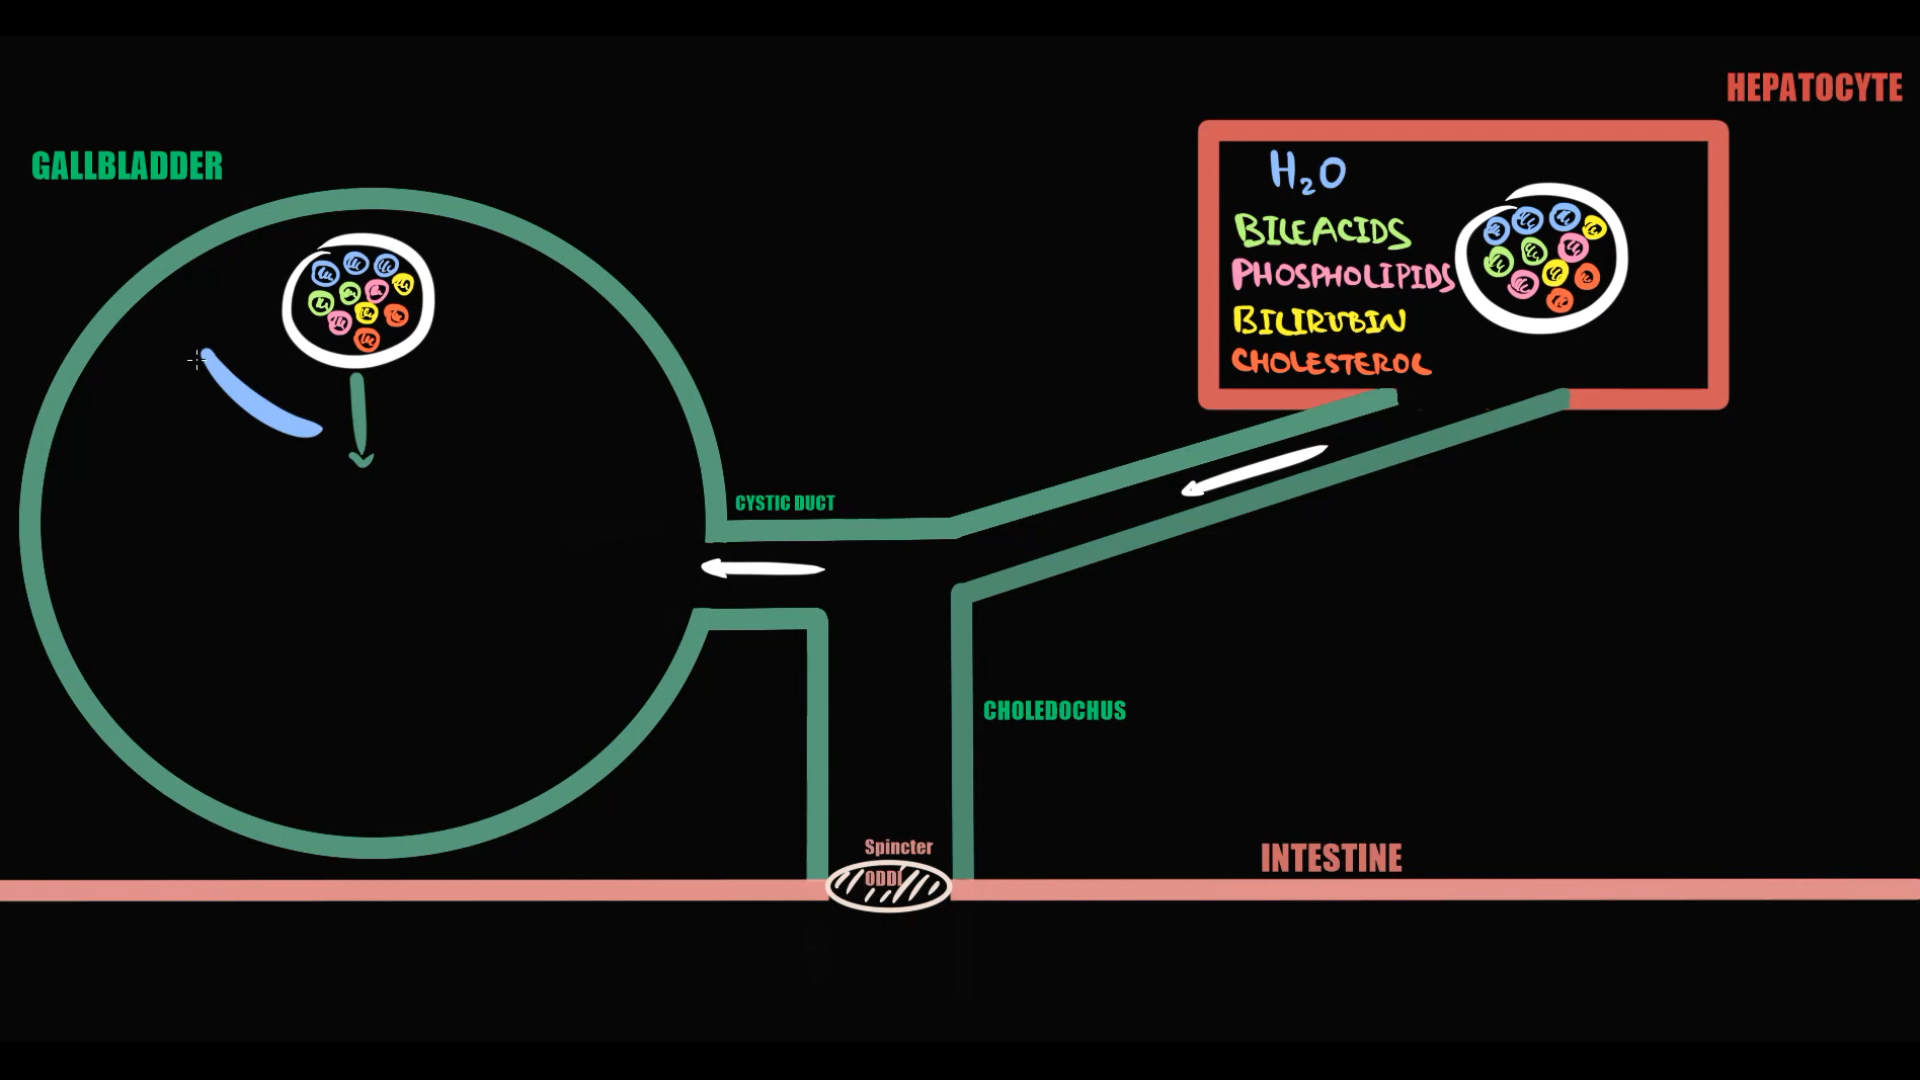 HEPATOCYTE
GALLBLADDER
H₂O
BILEACIDS
PHOSPHOLIPIDS
BILIRUBIN
CHOLESTEROL
CYSTIC DUCT
CHOLEDOCHUS
Spincter
ODDI
INTESTINE